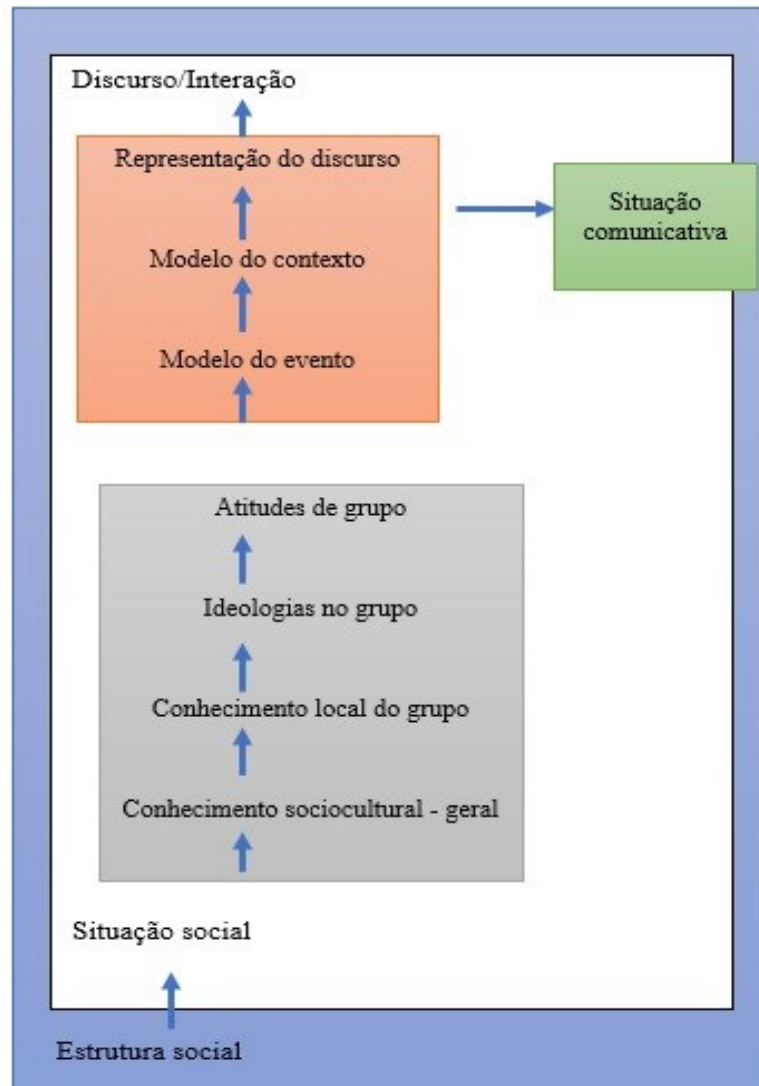 Discurso/Interação
Representação do discurso
Situação
comunicativa
Modelo do contexto
Modelo do evento
Atitudes de grupo
Ideologias no grupo
Conhecimento local do grupo
Conhecimento sociocultural - geral
Situação social
Estrutura social